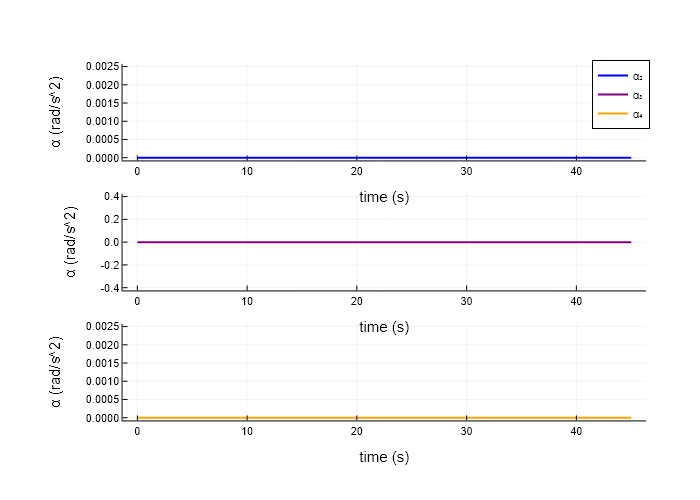 α (rad/s^2)
0.0025
0.0020
0.0015
0.0010
0.0005
0.0000
0 10 20 30 40
time (s)
α₂
α₃
α₄
α (rad/s^2)
0.4
0.2
0.0
-0.2
-0.4
0 10 20 30 40
time (s)
α (rad/s^2)
0.0025
0.0020
0.0015
0.0010
0.0005
0.0000
0 10 20 30 40
time (s)